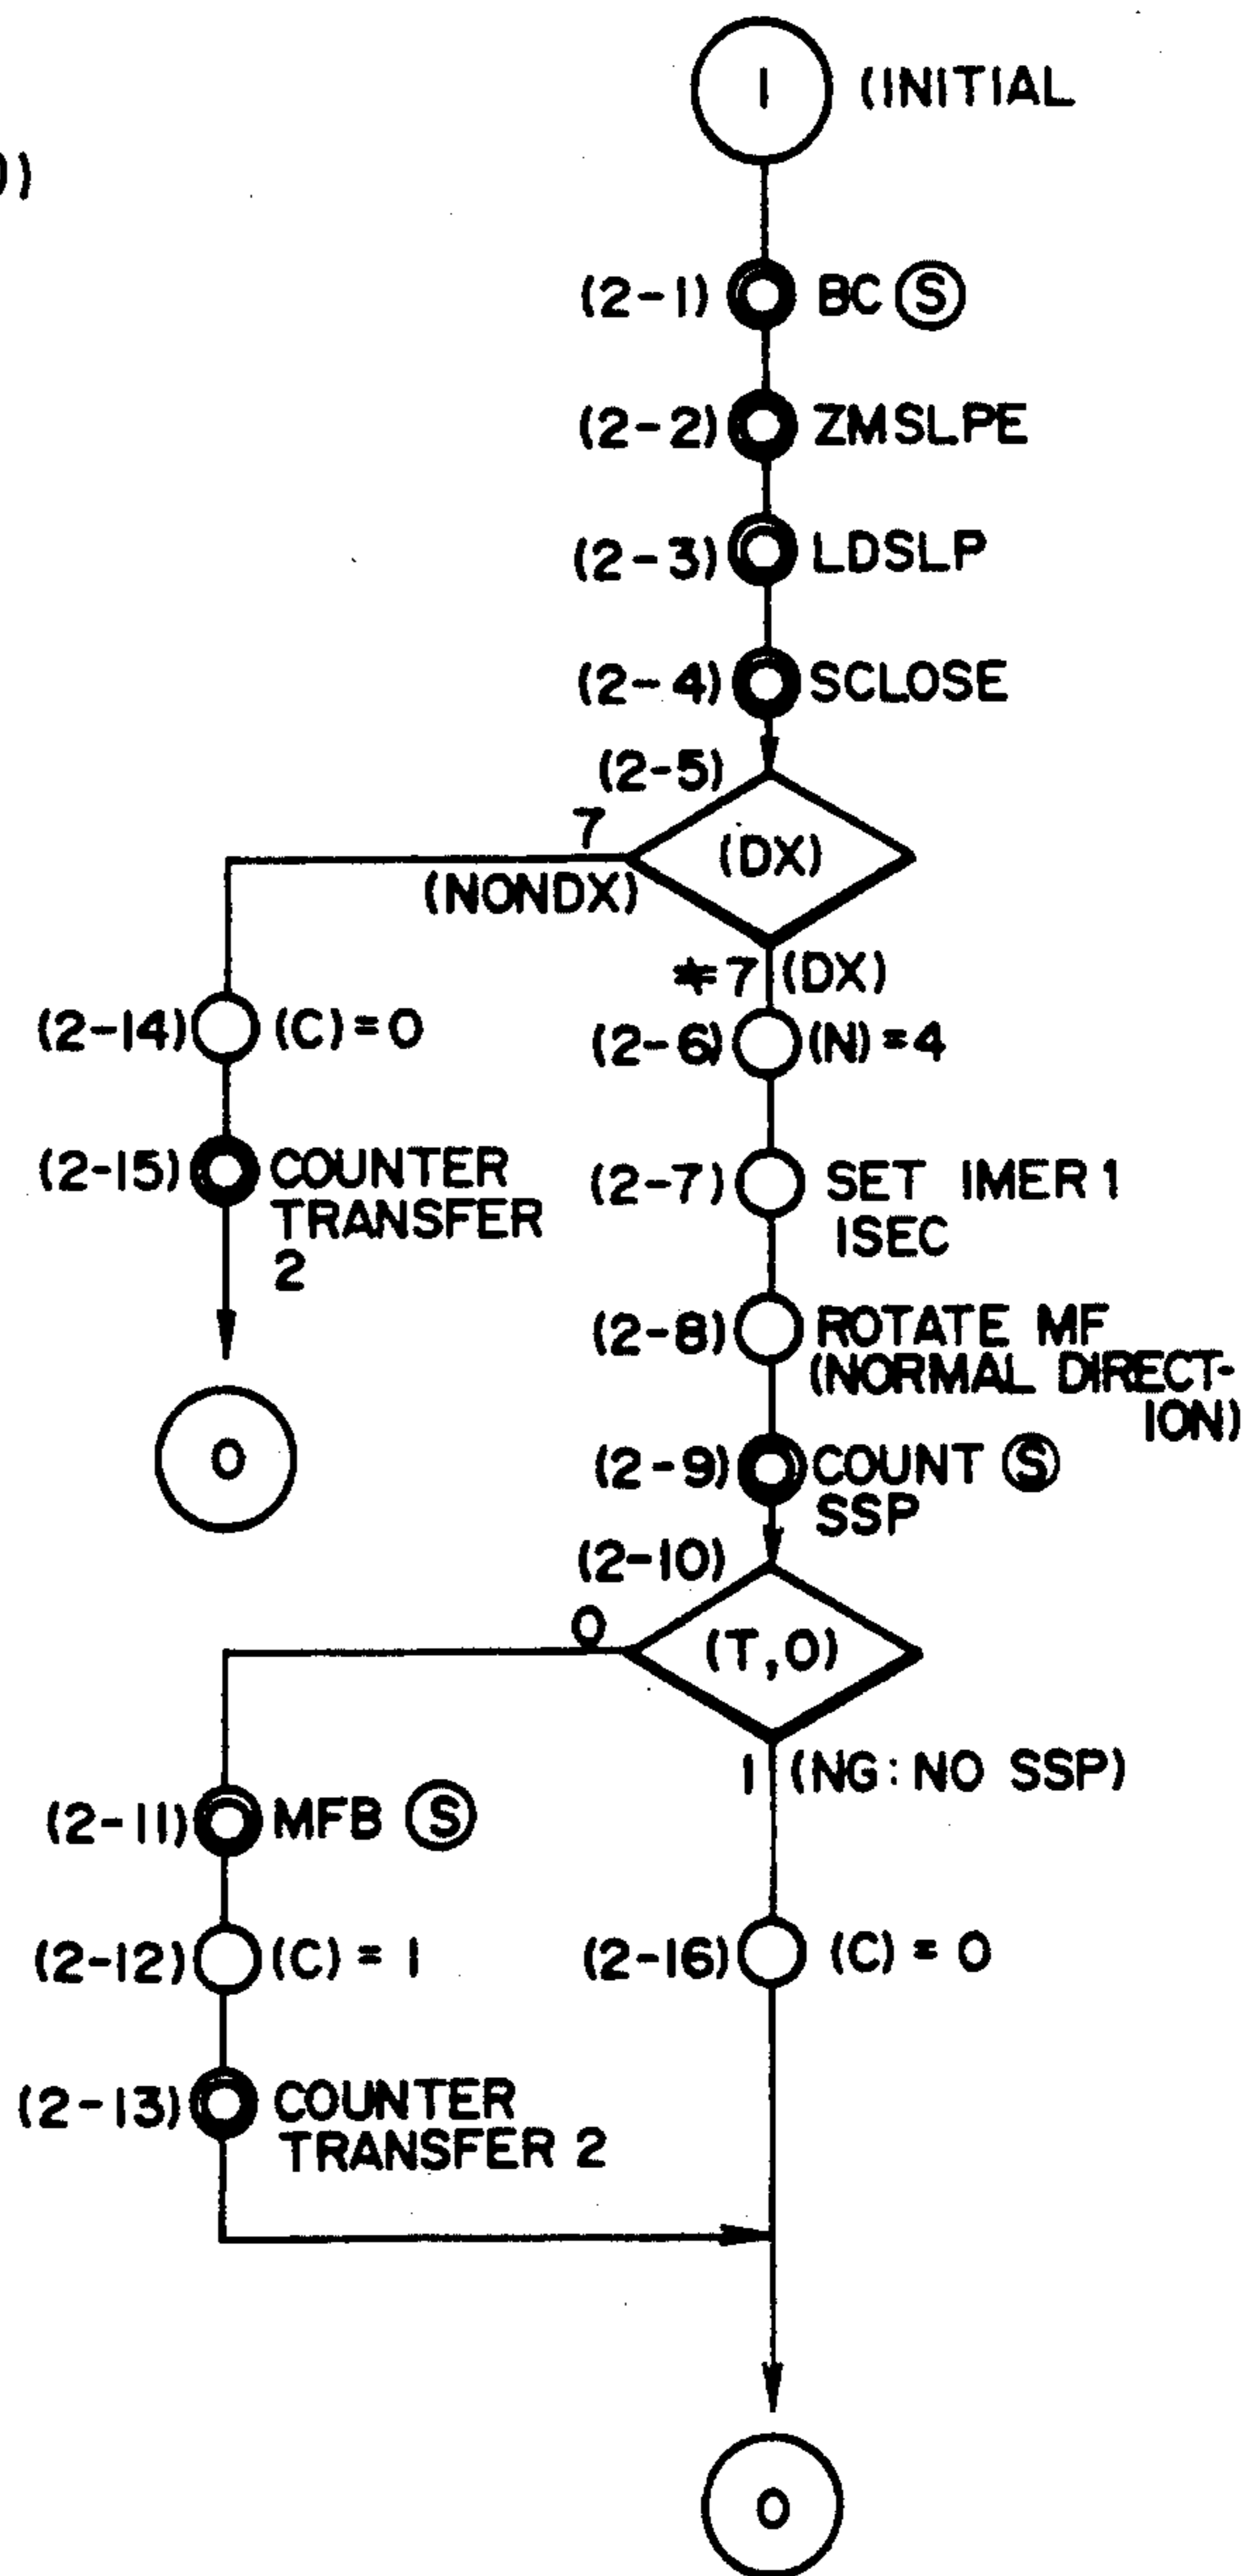 1 (INITIAL
)
(2-1) BC Ⓢ
(2-2) ZMSLPE
(2-3) LDSLP
(2-4) SCLOSE
(2-5)
7
(DX)
(NONDX)
≠7 (DX)
(2-14) (C)=0
(2-6) (N)=4
(2-15) COUNTER
TRANSFER
2
(2-7) SET IMER 1
1SEC
(2-8) ROTATE MF
(NORMAL DIRECT-
ION)
0
(2-9) COUNT Ⓢ
SSP
(2-10)
0
(T,0)
1 (NG: NO SSP)
(2-11) MFB Ⓢ
(2-12) (C) = 1
(2-16) (C) = 0
(2-13) COUNTER
TRANSFER 2
0